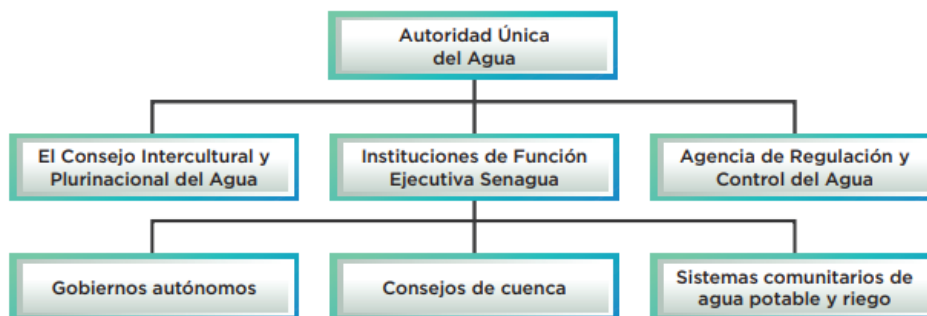 Autoridad Única
del Agua
El Consejo Intercultural y
Plurinacional del Agua
Instituciones de Función
Ejecutiva Senagua
Agencia de Regulación y
Control del Agua
Gobiernos autónomos
Consejos de cuenca
Sistemas comunitarios de
agua potable y riego